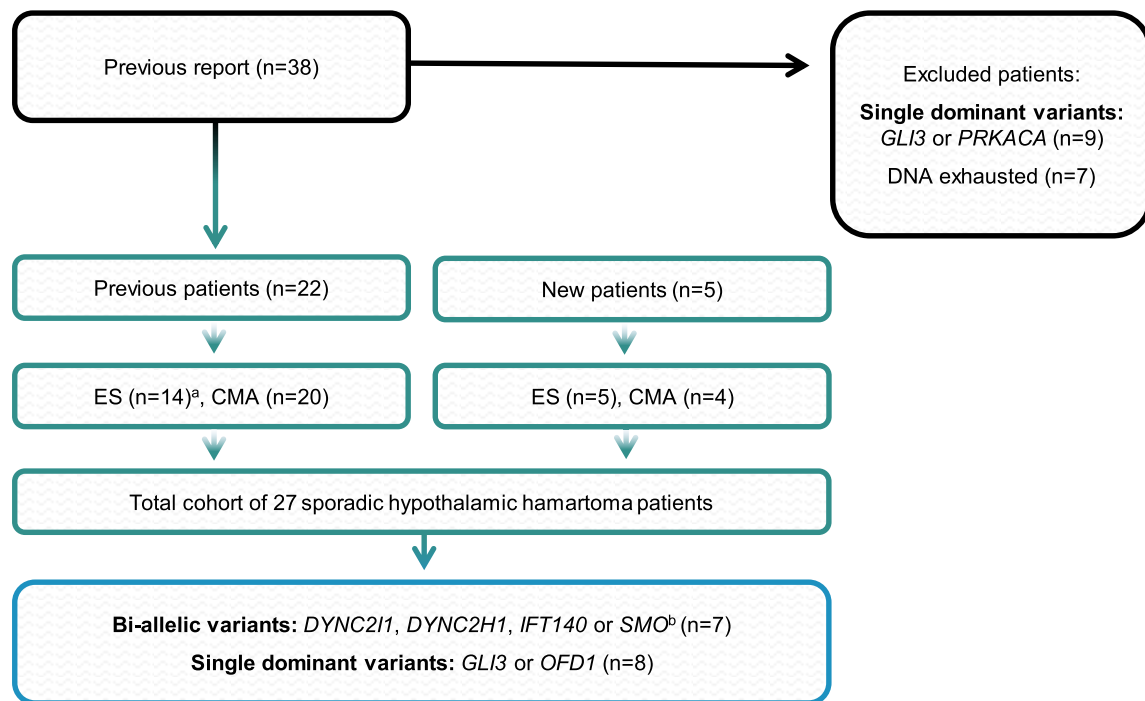 Previous report (n=38)
Excluded patients:
Single dominant variants:
GLI3 or PRKACA (n=9)
DNA exhausted (n=7)
Previous patients (n=22)
New patients (n=5)
ES (n=14)ᵃ, CMA (n=20)
ES (n=5), CMA (n=4)
Total cohort of 27 sporadic hypothalamic hamartoma patients
Bi-allelic variants: DYNC2I1, DYNC2H1, IFT140 or SMOᵇ (n=7)
Single dominant variants: GLI3 or OFD1 (n=8)